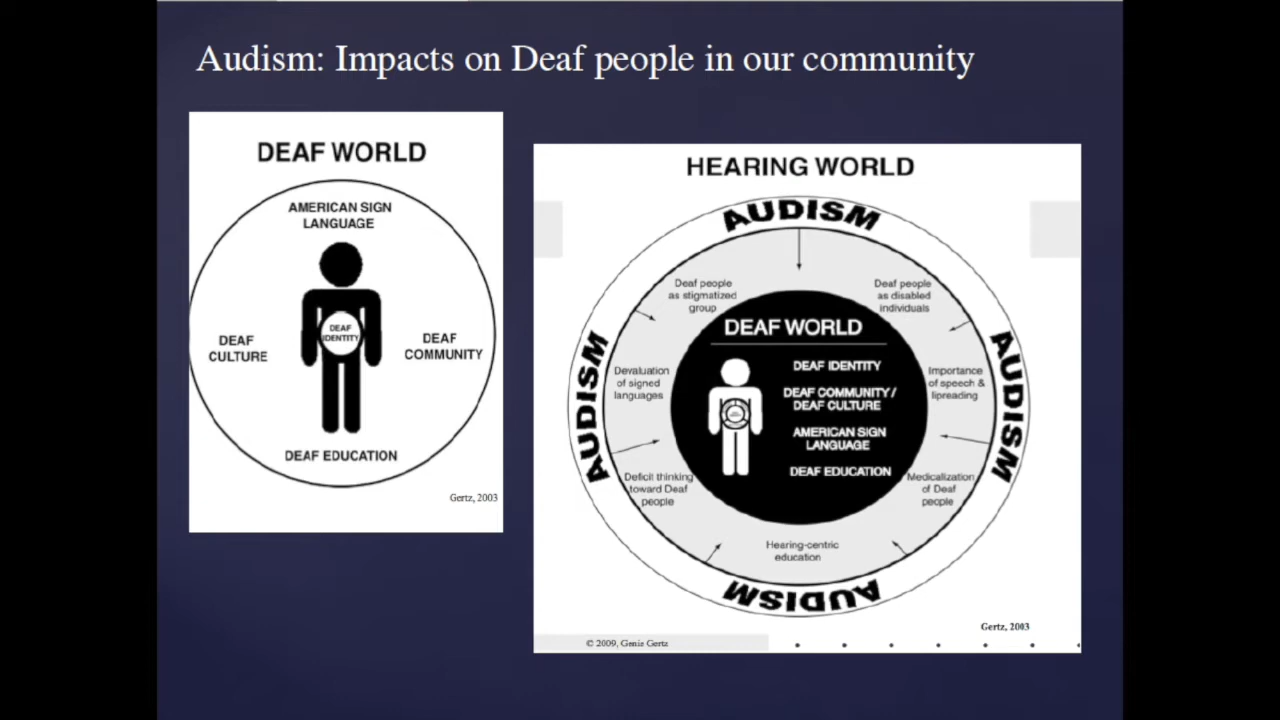 Audism: Impacts on Deaf people in our community
DEAF WORLD
AMERICAN SIGN
LANGUAGE
DEAF
IDENTITY
DEAF
CULTURE
DEAF
COMMUNITY
DEAF EDUCATION
Gertz, 2003
HEARING WORLD
AUDISM
Deaf people
as stigmatized
group
Deaf people
as disabled
individuals
AUDISM
Devaluation
of signed
languages
DEAF WORLD
DEAF IDENTITY
DEAF COMMUNITY /
DEAF CULTURE
AMERICAN SIGN
LANGUAGE
DEAF EDUCATION
Importance
of speech &
lipreading
AUDISM
Deficit thinking
toward Deaf
people
Medicalization
of Deaf
people
Hearing-centric
education
AUDISM
Gertz, 2003
© 2009, Genie Gertz